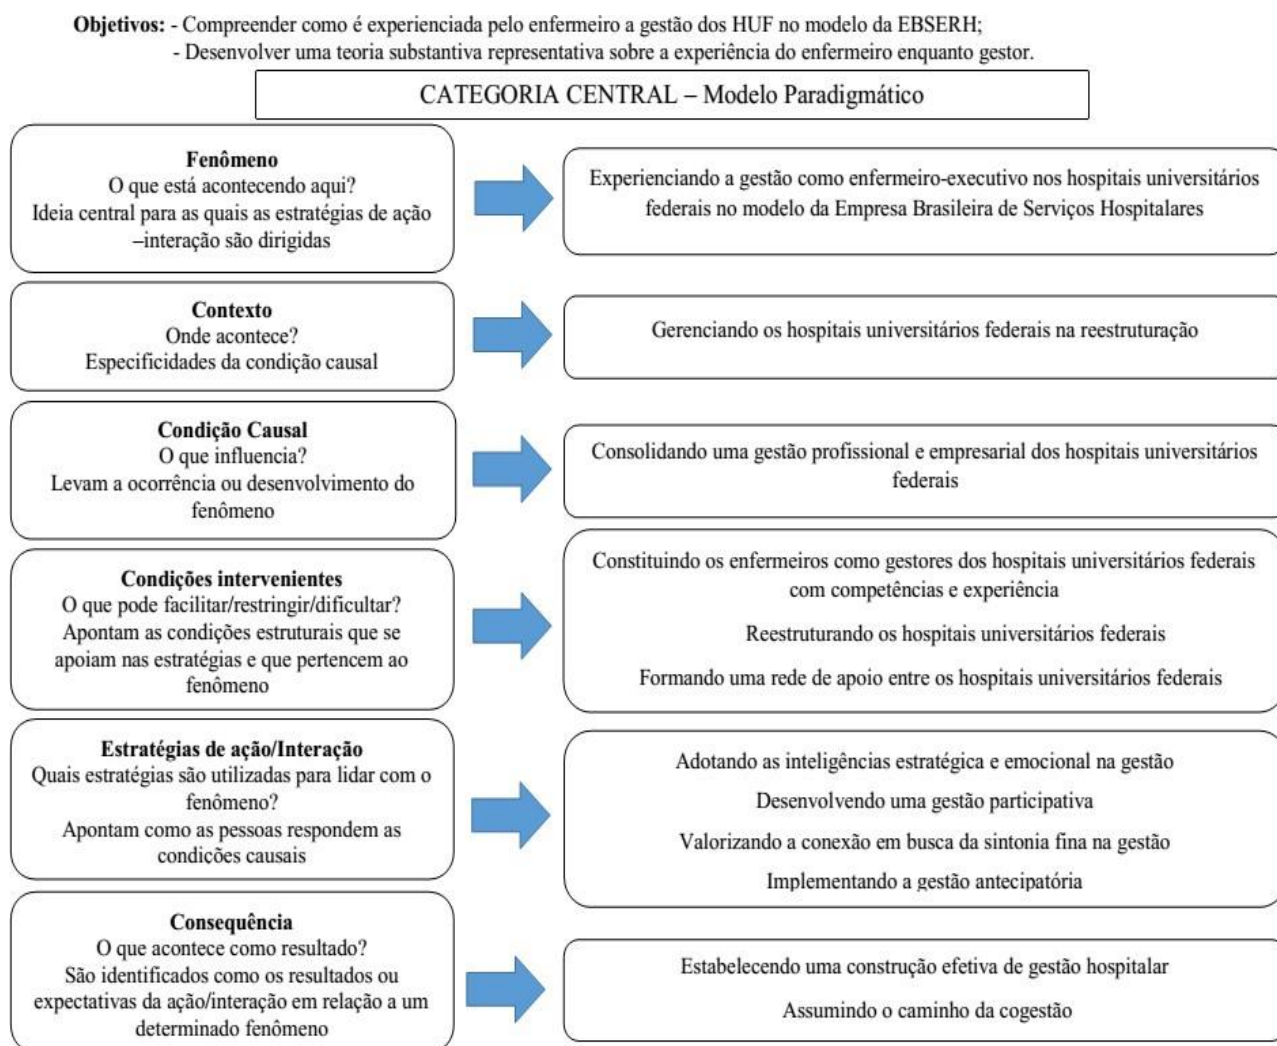 Objetivos: - Compreender como é experienciada pelo enfermeiro a gestão dos HUF no modelo da EBSERH;
- Desenvolver uma teoria substantiva representativa sobre a experiência do enfermeiro enquanto gestor.
CATEGORIA CENTRAL – Modelo Paradigmático
Fenômeno
O que está acontecendo aqui?
Ideia central para as quais as estratégias de ação
–interação são dirigidas
Experienciando a gestão como enfermeiro-executivo nos hospitais universitários
federais no modelo da Empresa Brasileira de Serviços Hospitalares
Contexto
Onde acontece?
Especificidades da condição causal
Gerenciando os hospitais universitários federais na reestruturação
Condição Causal
O que influencia?
Levam a ocorrência ou desenvolvimento do
fenômeno
Consolidando uma gestão profissional e empresarial dos hospitais universitários
federais
Condições intervenientes
O que pode facilitar/restringir/dificultar?
Apontam as condições estruturais que se
apoiam nas estratégias e que pertencem ao
fenômeno
Constituindo os enfermeiros como gestores dos hospitais universitários federais
com competências e experiência
Reestruturando os hospitais universitários federais
Formando uma rede de apoio entre os hospitais universitários federais
Estratégias de ação/Interação
Quais estratégias são utilizadas para lidar com o
fenômeno?
Apontam como as pessoas respondem as
condições causais
Adotando as inteligências estratégica e emocional na gestão
Desenvolvendo uma gestão participativa
Valorizando a conexão em busca da sintonia fina na gestão
Implementando a gestão antecipatória
Consequência
O que acontece como resultado?
São identificados como os resultados ou
expectativas da ação/interação em relação a um
determinado fenômeno
Estabelecendo uma construção efetiva de gestão hospitalar
Assumindo o caminho da cogestão